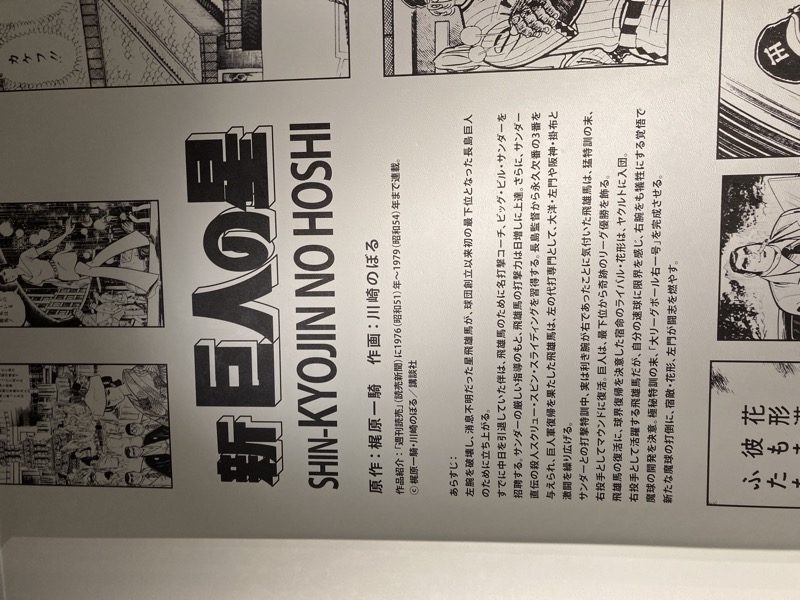 新巨人の星
SHIN-KYOJIN NO HOSHI
原作：梶原一騎　作画：川崎のぼる
作品紹介：「週刊読売」(読売新聞)に1976(昭和51)年〜1979(昭和54)年まで連載。
© 梶原一騎・川崎のぼる／講談社
あらすじ：
左腕を破壊し、消息不明だった星飛雄馬が、球団創立以来初の最下位となった長島巨人
のために立ち上がる。
すでに中日を引退していた伴は、飛雄馬のために名打撃コーチ、ビッグ・ビル・サンダーを
招聘する。サンダーの厳しい指導のもと、飛雄馬の打撃力は日増しに上達。さらに、サンダー
直伝の殺人スクリュー・スピン・スライディングを習得する。長島監督から永久欠番の3番を
与えられ、巨人軍復帰を果たした飛雄馬は、左の代打専門として、大洋・左門や阪神・掛布と
激闘を繰り広げる。
サンダーとの打撃特訓中、実は利き腕が右であったことに気付いた飛雄馬は、猛特訓の末、
右投手としてマウンドに復活。巨人は、最下位から奇跡のリーグ優勝を飾る。
飛雄馬の復活に、球界復帰を決意した宿命のライバル・花形は、ヤクルトに入団。
右投手として活躍する飛雄馬だが、自分の速球に限界を感じ、右腕をも犠牲にする覚悟で
魔球の開発を決意。極秘特訓の末、「大リーグボール右一号」を完成させる。
新たな魔球の打倒に、宿敵・花形、左門が闘志を燃やす。
カケフ!!
花形
彼も
ふた